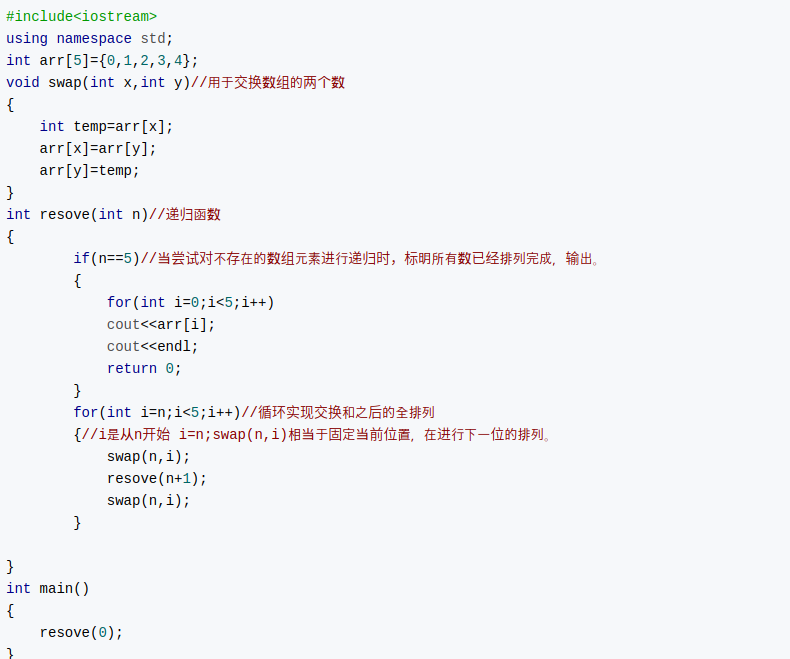 #include<iostream>
using namespace std;
int arr[5]={0,1,2,3,4};
void swap(int x,int y)//用于交换数组的两个数
{
    int temp=arr[x];
    arr[x]=arr[y];
    arr[y]=temp;
}
int resove(int n)//递归函数
{
        if(n==5)//当尝试对不存在的数组元素进行递归时，标明所有数已经排列完成，输出。
        {
            for(int i=0;i<5;i++)
            cout<<arr[i];
            cout<<endl;
            return 0;
        }
        for(int i=n;i<5;i++)//循环实现交换和之后的全排列
        {//i是从n开始 i=n;swap(n,i)相当于固定当前位置，在进行下一位的排列。
            swap(n,i);
            resove(n+1);
            swap(n,i);
        }

}
int main()
{
    resove(0);
}